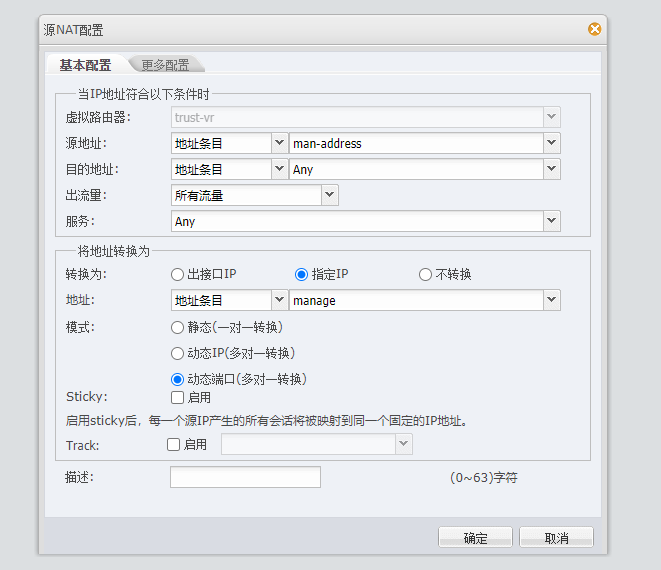 源NAT配置
基本配置 更多配置
当IP地址符合以下条件时
虚拟路由器: trust-vr
源地址: 地址条目 man-address
目的地址: 地址条目 Any
出流量: 所有流量
服务: Any
将地址转换为
转换为: 出接口IP 指定IP 不转换
地址: 地址条目 manage
模式: 静态(一对一转换)
动态IP(多对一转换)
动态端口(多对一转换)
Sticky: 启用
启用sticky后，每一个源IP产生的所有会话将被映射到同一个固定的IP地址。
Track: 启用
描述: (0~63)字符
确定 取消